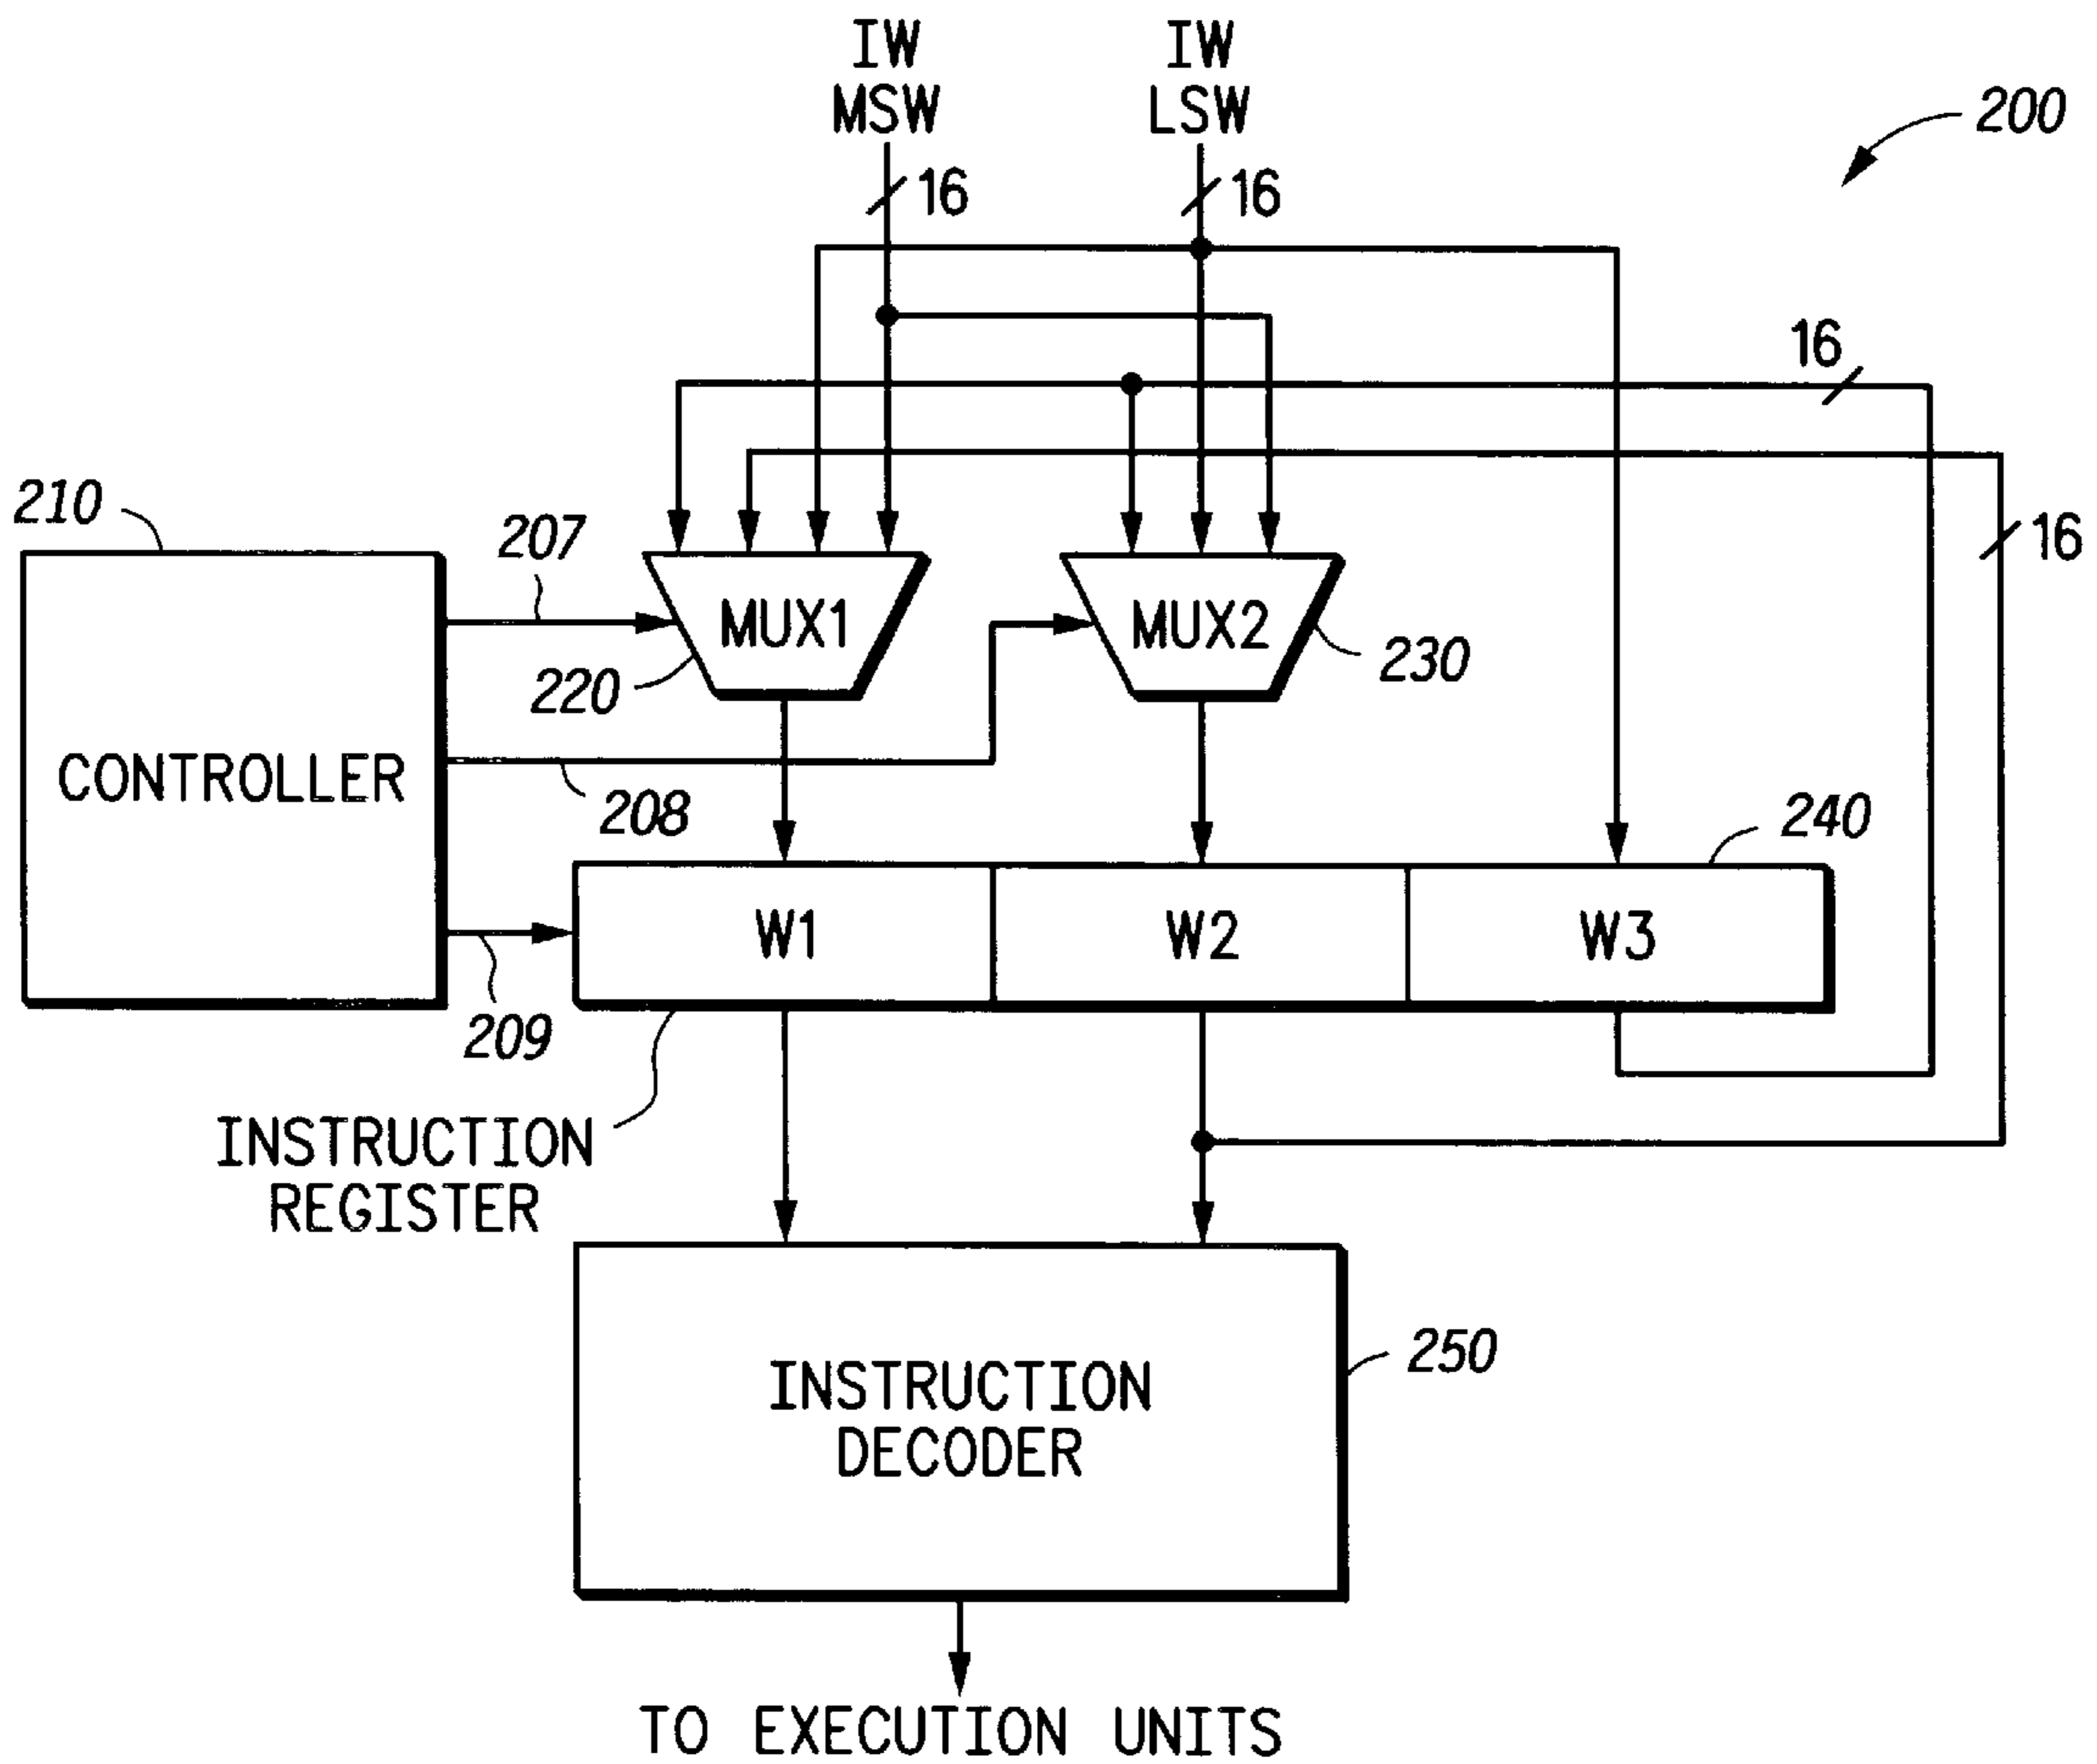 IW
MSW
IW
LSW
200
16
16
16
210
207
16
MUX1
MUX2
230
220
CONTROLLER
208
240
W1
W2
W3
209
INSTRUCTION
REGISTER
250
INSTRUCTION
DECODER
TO EXECUTION UNITS